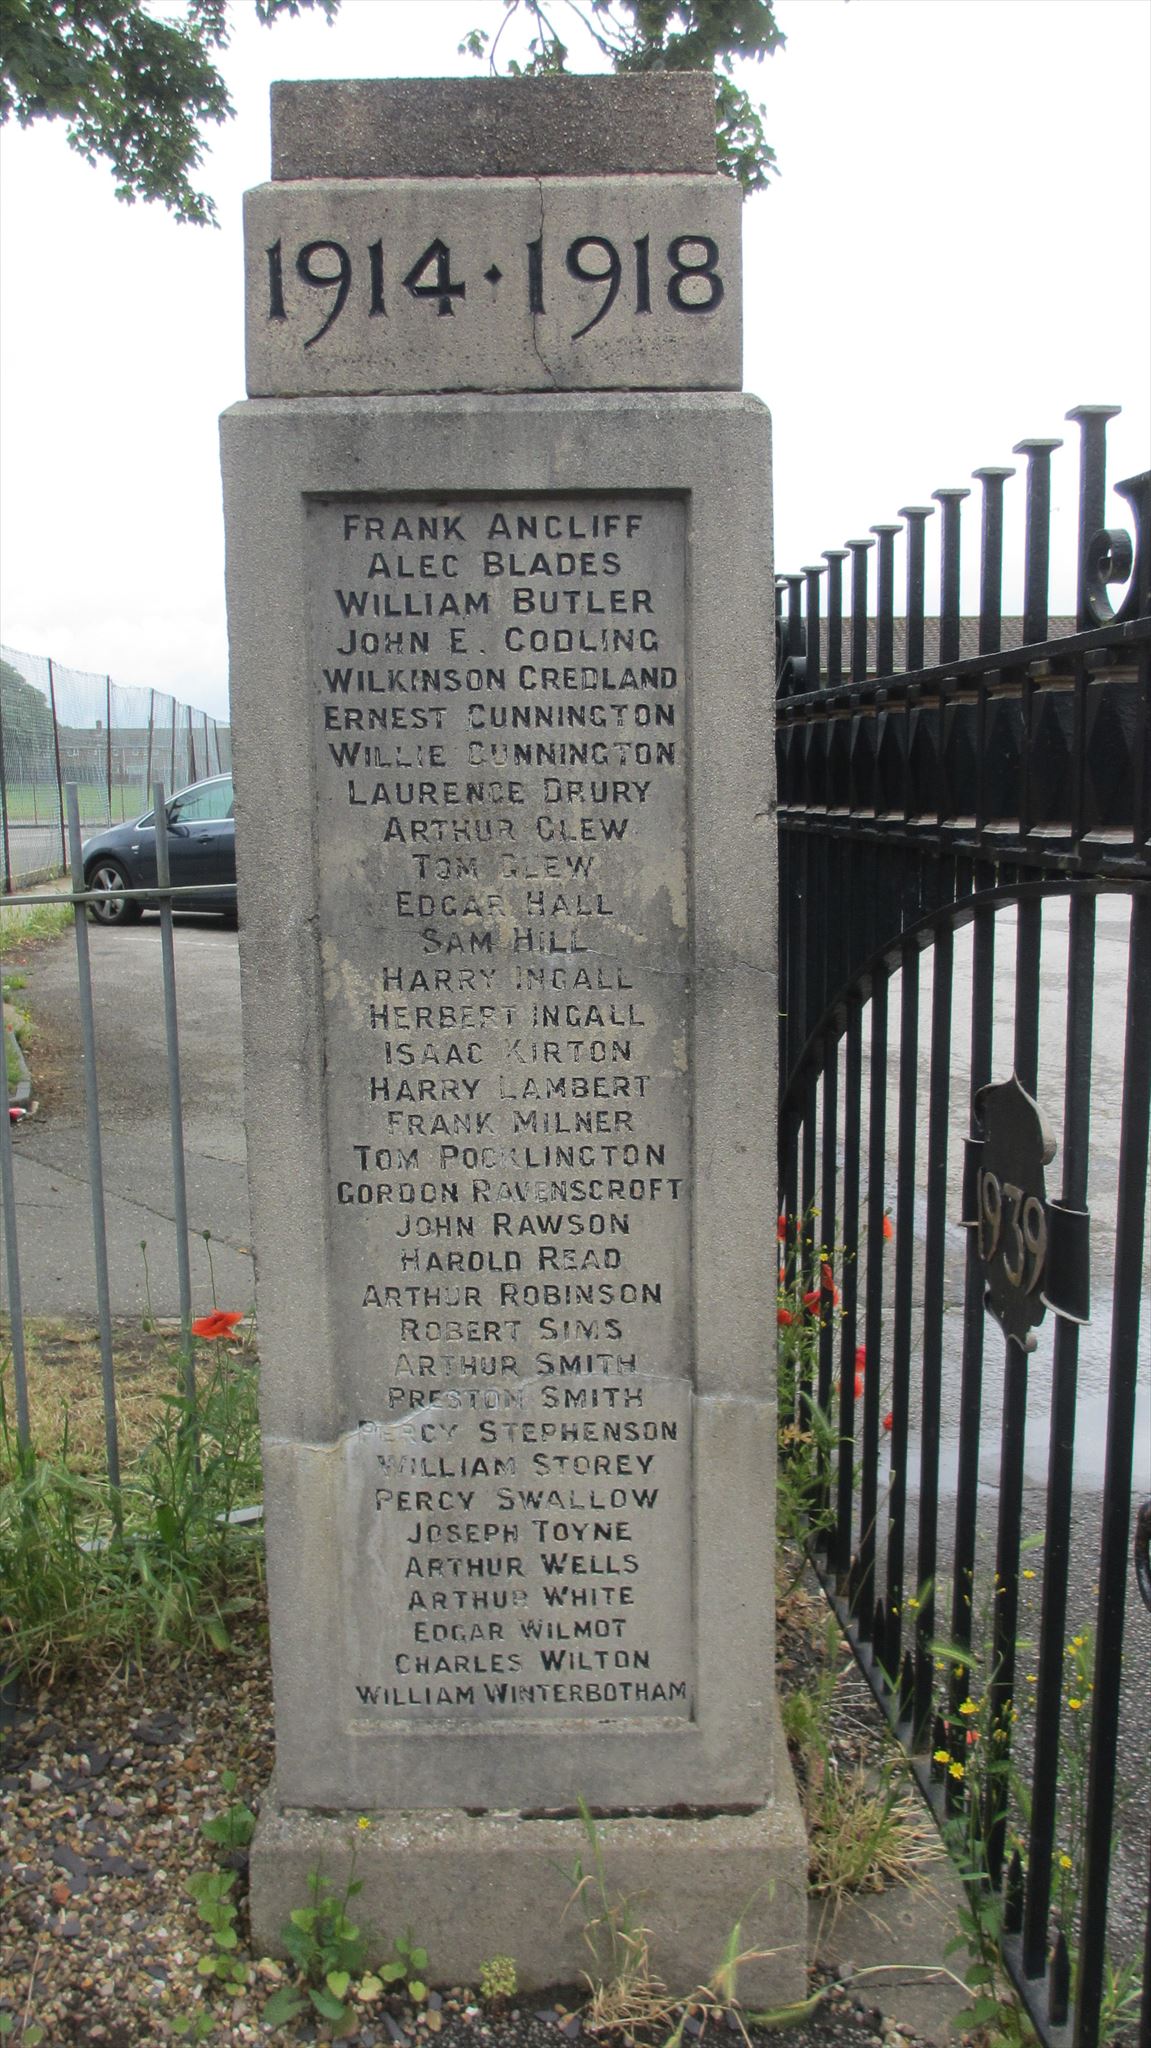 1914·1918
FRANK ANCLIFF
ALEC BLADES
WILLIAM BUTLER
JOHN E. CODLING
WILKINSON CREDLAND
ERNEST CUNNINGTON
WILLIE CUNNINGTON
LAURENCE DRURY
ARTHUR GLEW
TOM GLEW
EDGAR HALL
SAM HILL
HARRY INGALL
HERBERT INGALL
ISAAC KIRTON
HARRY LAMBERT
FRANK MILNER
TOM POCKLINGTON
GORDON RAVENSCROFT
JOHN RAWSON
HAROLD READ
ARTHUR ROBINSON
ROBERT SIMS
ARTHUR SMITH
PRESTON SMITH
PERCY STEPHENSON
WILLIAM STOREY
PERCY SWALLOW
JOSEPH TOYNE
ARTHUR WELLS
ARTHUR WHITE
EDGAR WILMOT
CHARLES WILTON
WILLIAM WINTERBOTHAM
1939